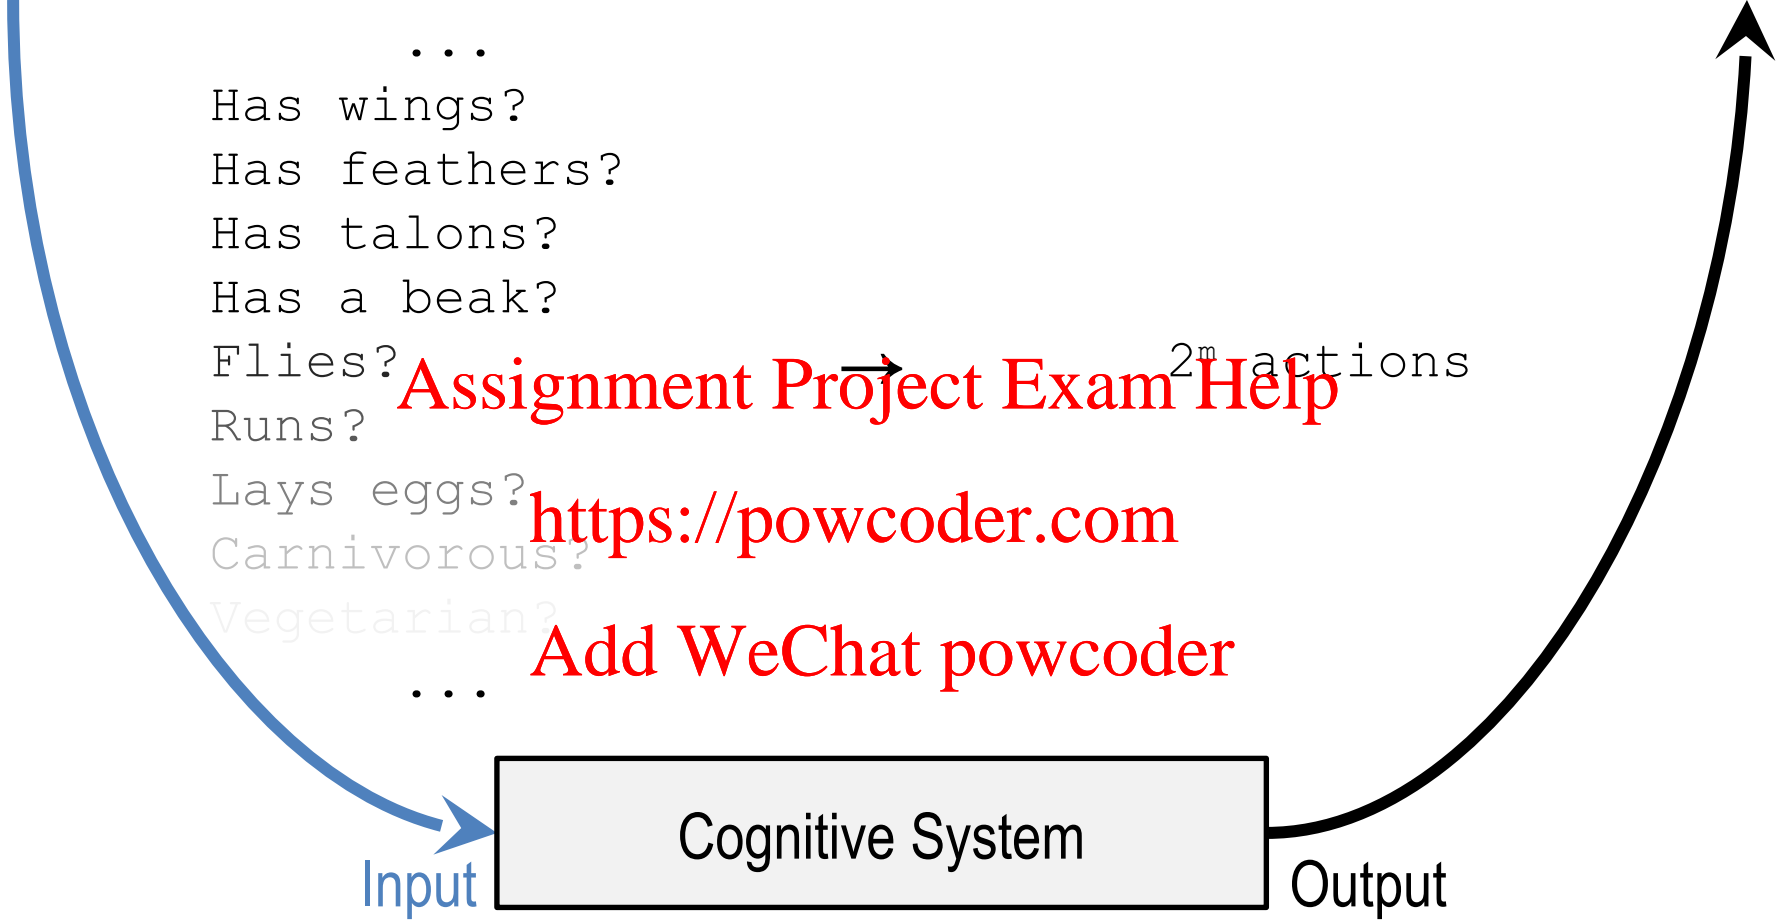 ...
Has wings?
Has feathers?
Has talons?
Has a beak?
Flies? → 2ᵐ actions
Assignment Project Exam Help
Runs?
Lays eggs?
https://powcoder.com
Carnivorous?
Vegetarian?
Add WeChat powcoder
...
Cognitive System
Input
Output